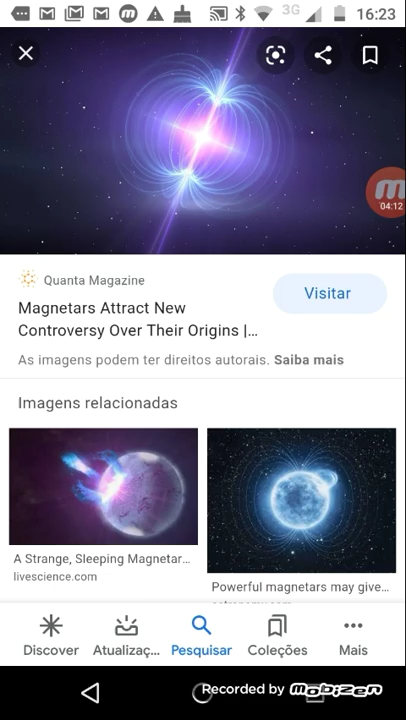 3G 16:23
04:12
Quanta Magazine
Magnetars Attract New
Controversy Over Their Origins |...
Visitar
As imagens podem ter direitos autorais. Saiba mais
Imagens relacionadas
A Strange, Sleeping Magnetar...
livescience.com
Powerful magnetars may give...
Discover Atualizaç... Pesquisar Coleções Mais
Recorded by mobizen